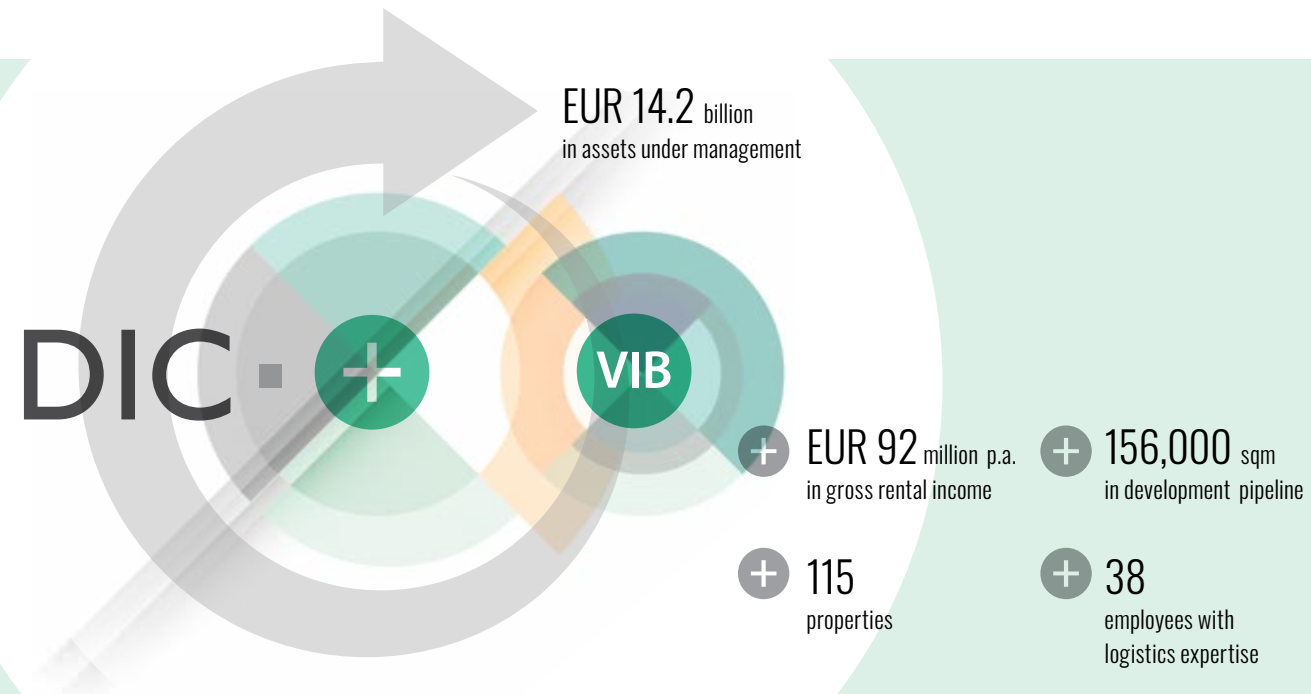 EUR 14.2 billion
in assets under management
DIC
+
VIB
+ EUR 92 million p.a.
in gross rental income
+ 156,000 sqm
in development pipeline
+ 115
properties
+ 38
employees with
logistics expertise